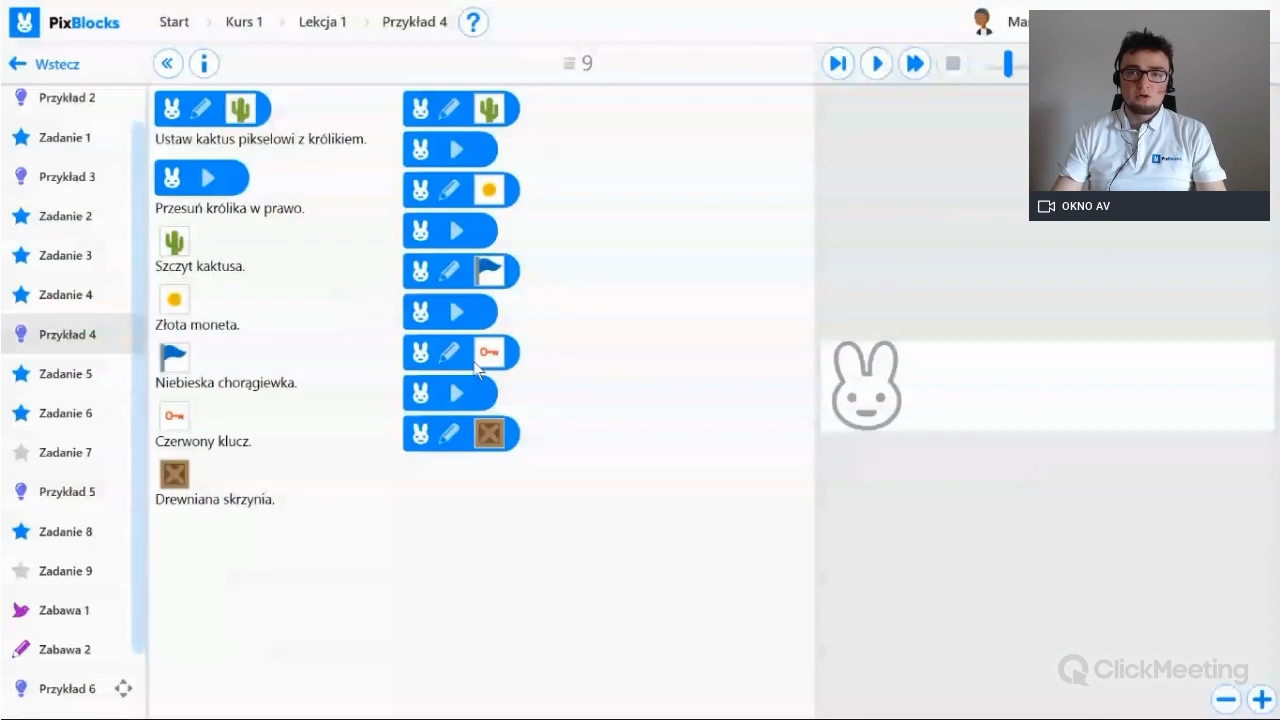 PixBlocks
Start
Kurs 1
Lekcja 1
Przykład 4
?
PixBlocks
OKNO AV
Wstecz
9
Przykład 2
Zadanie 1
Przykład 3
Zadanie 2
Zadanie 3
Zadanie 4
Przykład 4
Zadanie 5
Zadanie 6
Zadanie 7
Przykład 5
Zadanie 8
Zadanie 9
Zabawa 1
Zabawa 2
Przykład 6
Ustaw kaktus pikselowi z królikiem.
Przesuń królika w prawo.
Szczyt kaktusa.
Złota moneta.
Niebieska chorągiewka.
Czerwony klucz.
Drewniana skrzynia.
ClickMeeting